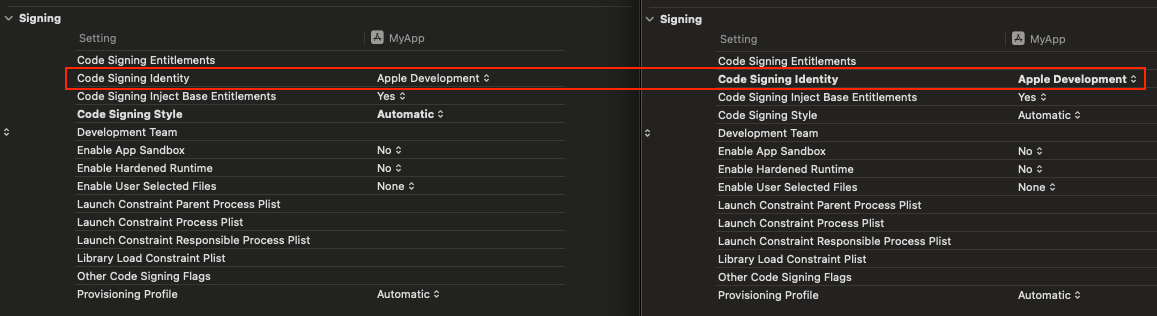 Signing
Setting MyApp
Code Signing Entitlements
Code Signing Identity Apple Development
Code Signing Inject Base Entitlements Yes
Code Signing Style Automatic
Development Team
Enable App Sandbox No
Enable Hardened Runtime No
Enable User Selected Files None
Launch Constraint Parent Process Plist
Launch Constraint Process Plist
Launch Constraint Responsible Process Plist
Library Load Constraint Plist
Other Code Signing Flags
Provisioning Profile Automatic
Signing
Setting MyApp
Code Signing Entitlements
Code Signing Identity Apple Development
Code Signing Inject Base Entitlements Yes
Code Signing Style Automatic
Development Team
Enable App Sandbox No
Enable Hardened Runtime No
Enable User Selected Files None
Launch Constraint Parent Process Plist
Launch Constraint Process Plist
Launch Constraint Responsible Process Plist
Library Load Constraint Plist
Other Code Signing Flags
Provisioning Profile Automatic